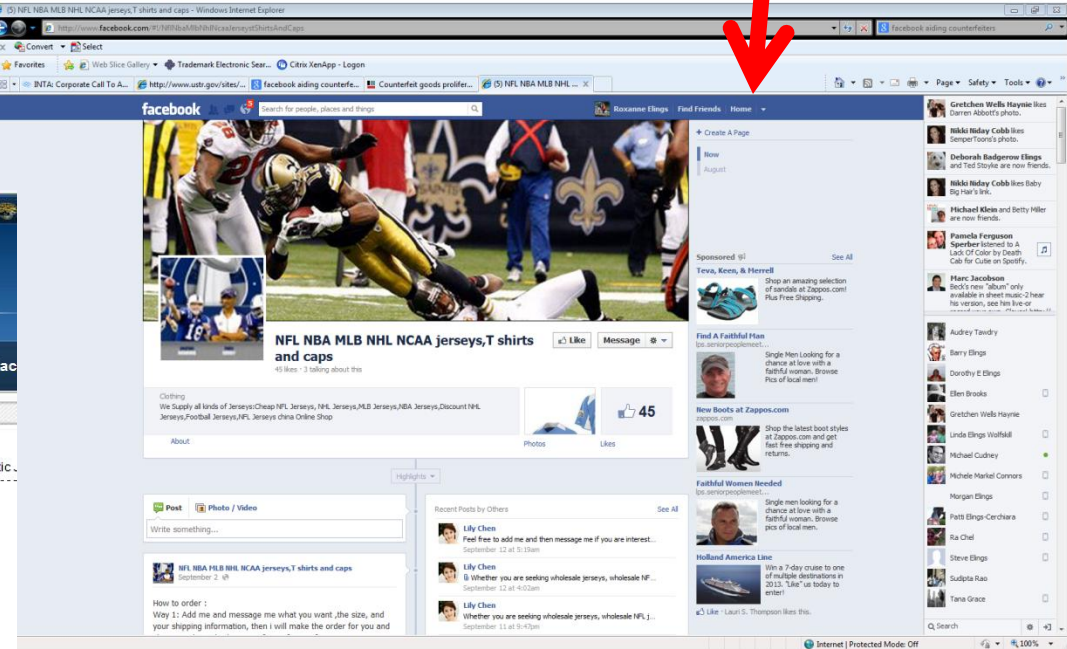 (5) NFL NBA MLB NHL NCAA jerseys,T shirts and caps - Windows Internet Explorer
http://www.facebook.com/#!/NflNbaMlbNhlNcaaJerseystShirtsAndCaps
facebook aiding counterfeiters
x Convert Select
Favorites Web Slice Gallery Trademark Electronic Sear... Citrix XenApp - Logon
INTA: Corporate Call To A... http://www.ustr.gov/sites/... facebook aiding counterfe... Counterfeit goods prolifer... (5) NFL NBA MLB NHL ... X
Page Safety Tools
facebook
Search for people, places and things
Roxanne Elings Find Friends Home
+ Create A Page
Now
August
SAINTS
NFL NBA MLB NHL NCAA jerseys,T shirts
and caps
45 likes · 3 talking about this
Like Message
Clothing
We Supply all kinds of Jerseys:Cheap NFL Jerseys, NHL Jerseys,MLB Jerseys,NBA Jerseys,Discount NHL
Jerseys,Football Jerseys,NFL Jerseys china Online Shop
About
Photos
45
Likes
Highlights
Post Photo / Video
Write something...
NFL NBA MLB NHL NCAA jerseys,T shirts and caps
September 2
How to order :
Way 1: Add me and message me what you want ,the size, and
your shipping information, then i will make the order for you and
Recent Posts by Others See All
Lily Chen
Feel free to add me and then message me if you are interest...
September 12 at 5:19am
Lily Chen
Whether you are seeking wholesale jerseys, wholesale NF...
September 12 at 4:02am
Lily Chen
Whether you are seeking wholesale jerseys, wholesale NFL j...
September 11 at 9:47pm
Sponsored See All
Teva, Keen, & Merrell
Shop an amazing selection
of sandals at Zappos.com!
Plus Free Shipping.
Find A Faithful Man
lps.seniorpeoplemeet...
Single Men Looking for a
chance at love with a
faithful woman. Browse
Pics of local men!
New Boots at Zappos.com
zappos.com
Shop the latest boot styles
at Zappos.com and get
fast free shipping and
returns.
Faithful Women Needed
lps.seniorpeoplemeet...
Single men looking for a
chance at love with a
faithful woman. Browse
pics of local men.
Holland America Line
Win a 7-day cruise to one
of multiple destinations in
2013. "Like" us today to
enter!
Like · Lauri S. Thompson likes this.
Gretchen Wells Haynie likes
Darren Abbott's photo.
Nikki Niday Cobb likes
SemperToons's photo.
Deborah Badgerow Elings
and Ted Stoyke are now friends.
Nikki Niday Cobb likes Baby
Big Hair's link.
Michael Klein and Betty Miller
are now friends.
Pamela Ferguson
Sperber listened to A
Lack Of Color by Death
Cab for Cutie on Spotify.
Marc Jacobson
Beck's new "album" only
available in sheet music-2 hear
his version, see him live-or
Audrey Tawdry
Barry Elings
Dorothy E Elings
Ellen Brooks
Gretchen Wells Haynie
Linda Elings Wolfskill
Michael Cudney
Michele Markel Connors
Morgan Elings
Patti Elings-Cerchiara
Ra Chel
Steve Elings
Sudipta Rao
Tana Grace
Search
Internet | Protected Mode: Off
100%